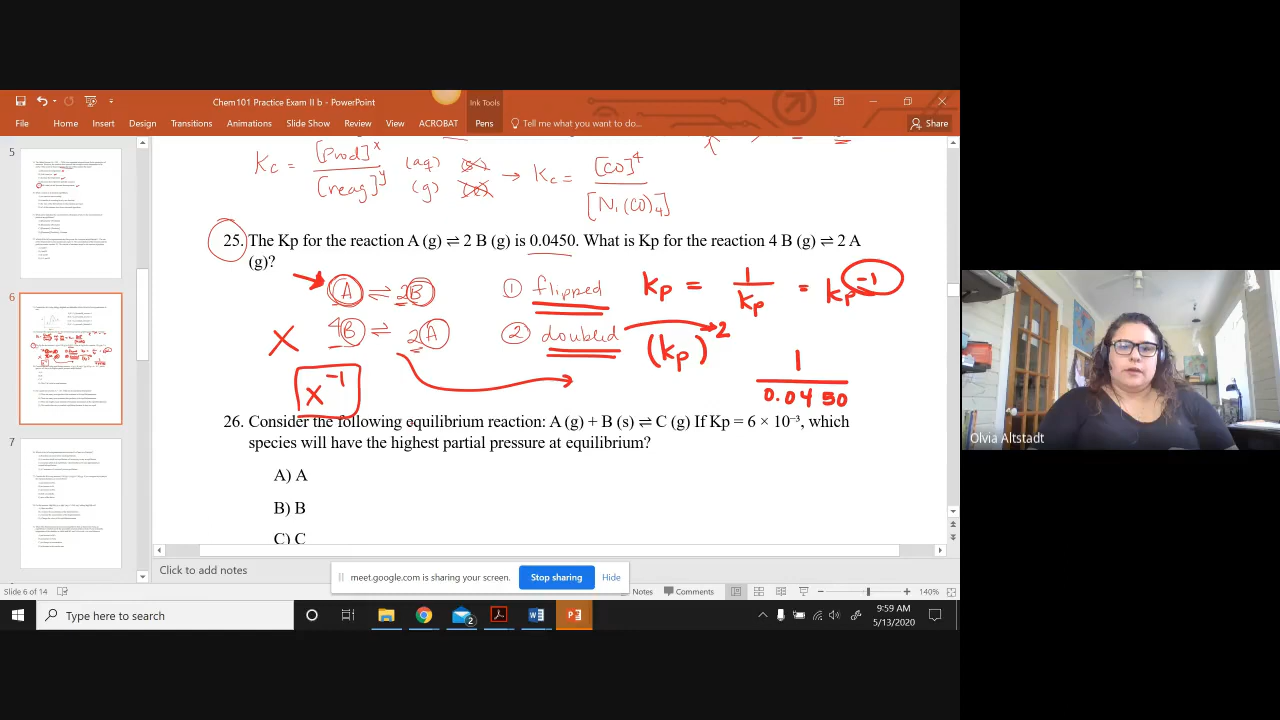 Chem101 Practice Exam II b - PowerPoint
Ink Tools
File Home Insert Design Transitions Animations Slide Show Review View ACROBAT Pens Tell me what you want to do... Share
5
6
7
Kc = [Prod]^x / [reag]^y (aq) (g) → Kc = [CO]^4 / [Ni(CO)4]
25. The Kp for the reaction A (g) ⇌ 2 B (g) is 0.0450. What is Kp for the reaction 4 B (g) ⇌ 2 A
(g)?
A ⇌ 2B ① flipped Kp = 1/Kp = Kp^-1
X 4B ⇌ 2A ② doubled (Kp)^2
x^-1 1/0.0450
26. Consider the following equilibrium reaction: A (g) + B (s) ⇌ C (g) If Kp = 6 × 10⁻³, which
species will have the highest partial pressure at equilibrium?
A) A
B) B
C) C
Olvia Altstadt
Click to add notes
meet.google.com is sharing your screen. Stop sharing Hide
Slide 6 of 14 Notes Comments 140%
Type here to search 2 9:59 AM
5/13/2020